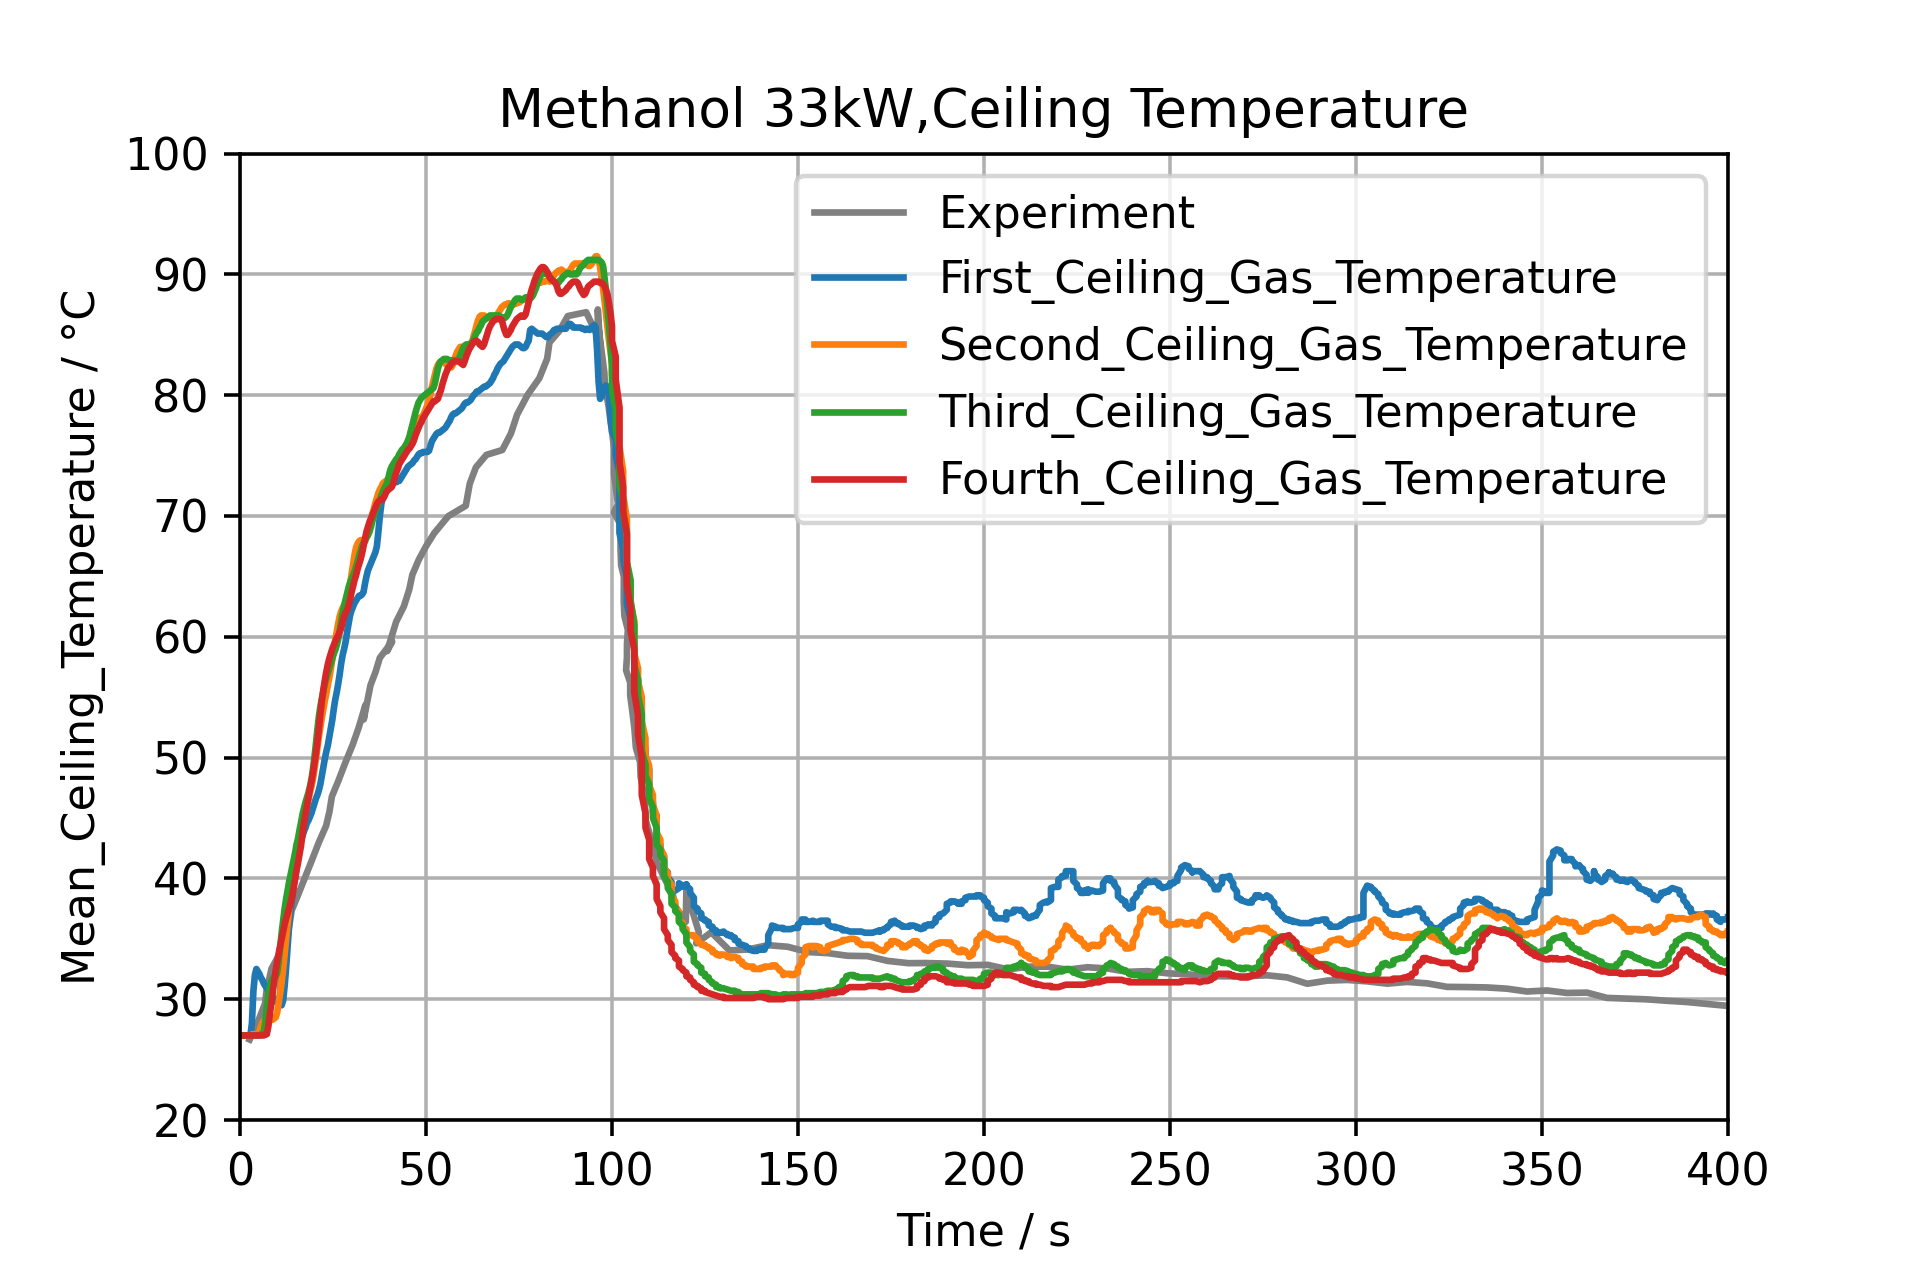 Methanol 33kW,Ceiling Temperature
100
90
80
70
60
50
40
30
20
Mean_Ceiling_Temperature / °C
Experiment
First_Ceiling_Gas_Temperature
Second_Ceiling_Gas_Temperature
Third_Ceiling_Gas_Temperature
Fourth_Ceiling_Gas_Temperature
0 50 100 150 200 250 300 350 400
Time / s